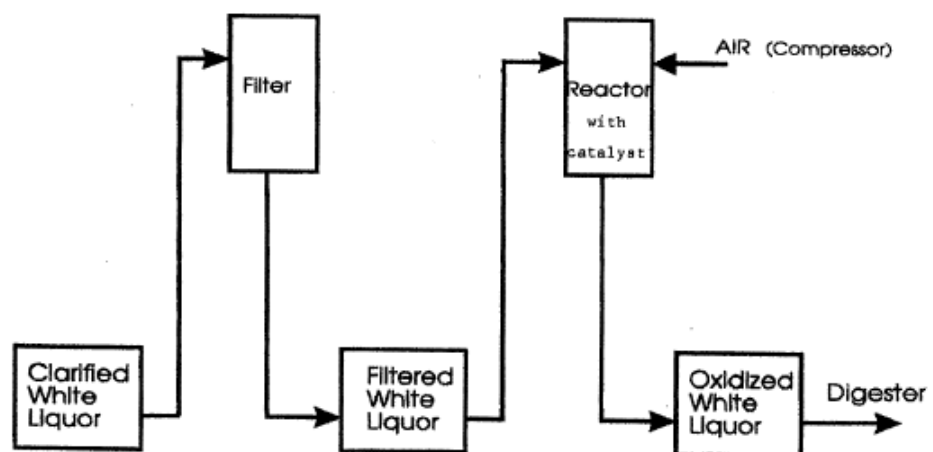 Filter
AIR (Compressor)
Reactor
with
catalyst
Clarified
White
Liquor
Filtered
White
Liquor
Oxidized
White
Liquor
Digester